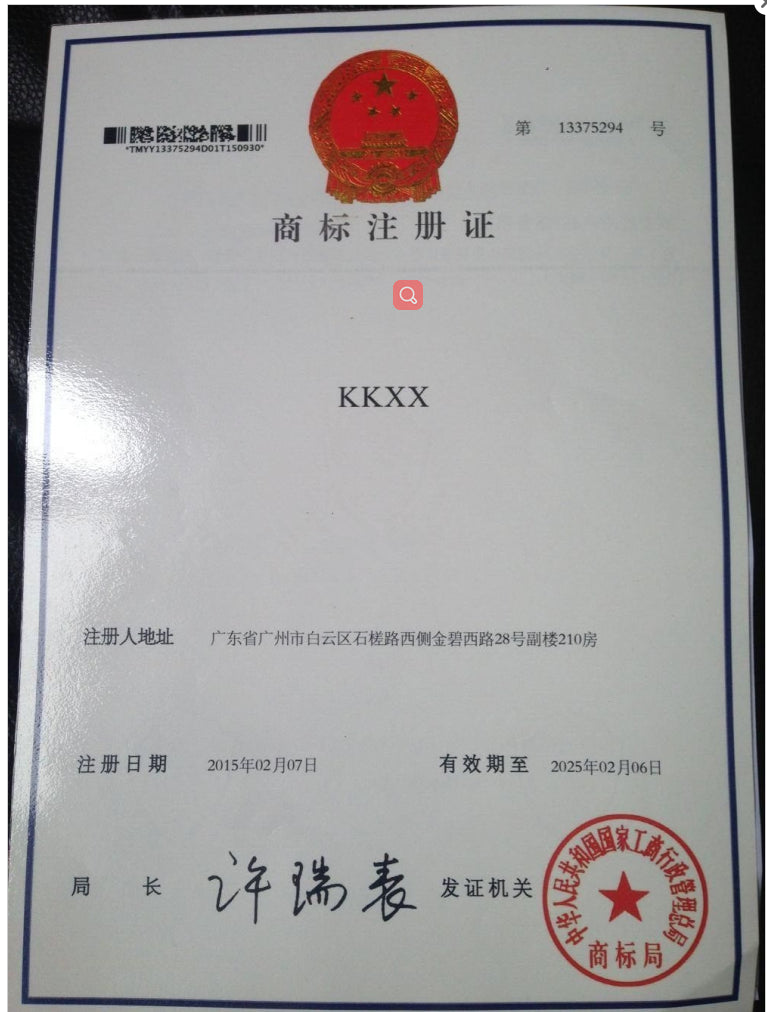 第 13375294 号
*TMYY13375294D01T150930*
商标注册证
KKXX
注册人地址 广东省广州市白云区石槎路西侧金碧西路28号副楼210房
注册日期 2015年02月07日 有效期至 2025年02月06日
局 长 许瑞表 发证机关
中华人民共和国国家工商行政管理总局
商标局